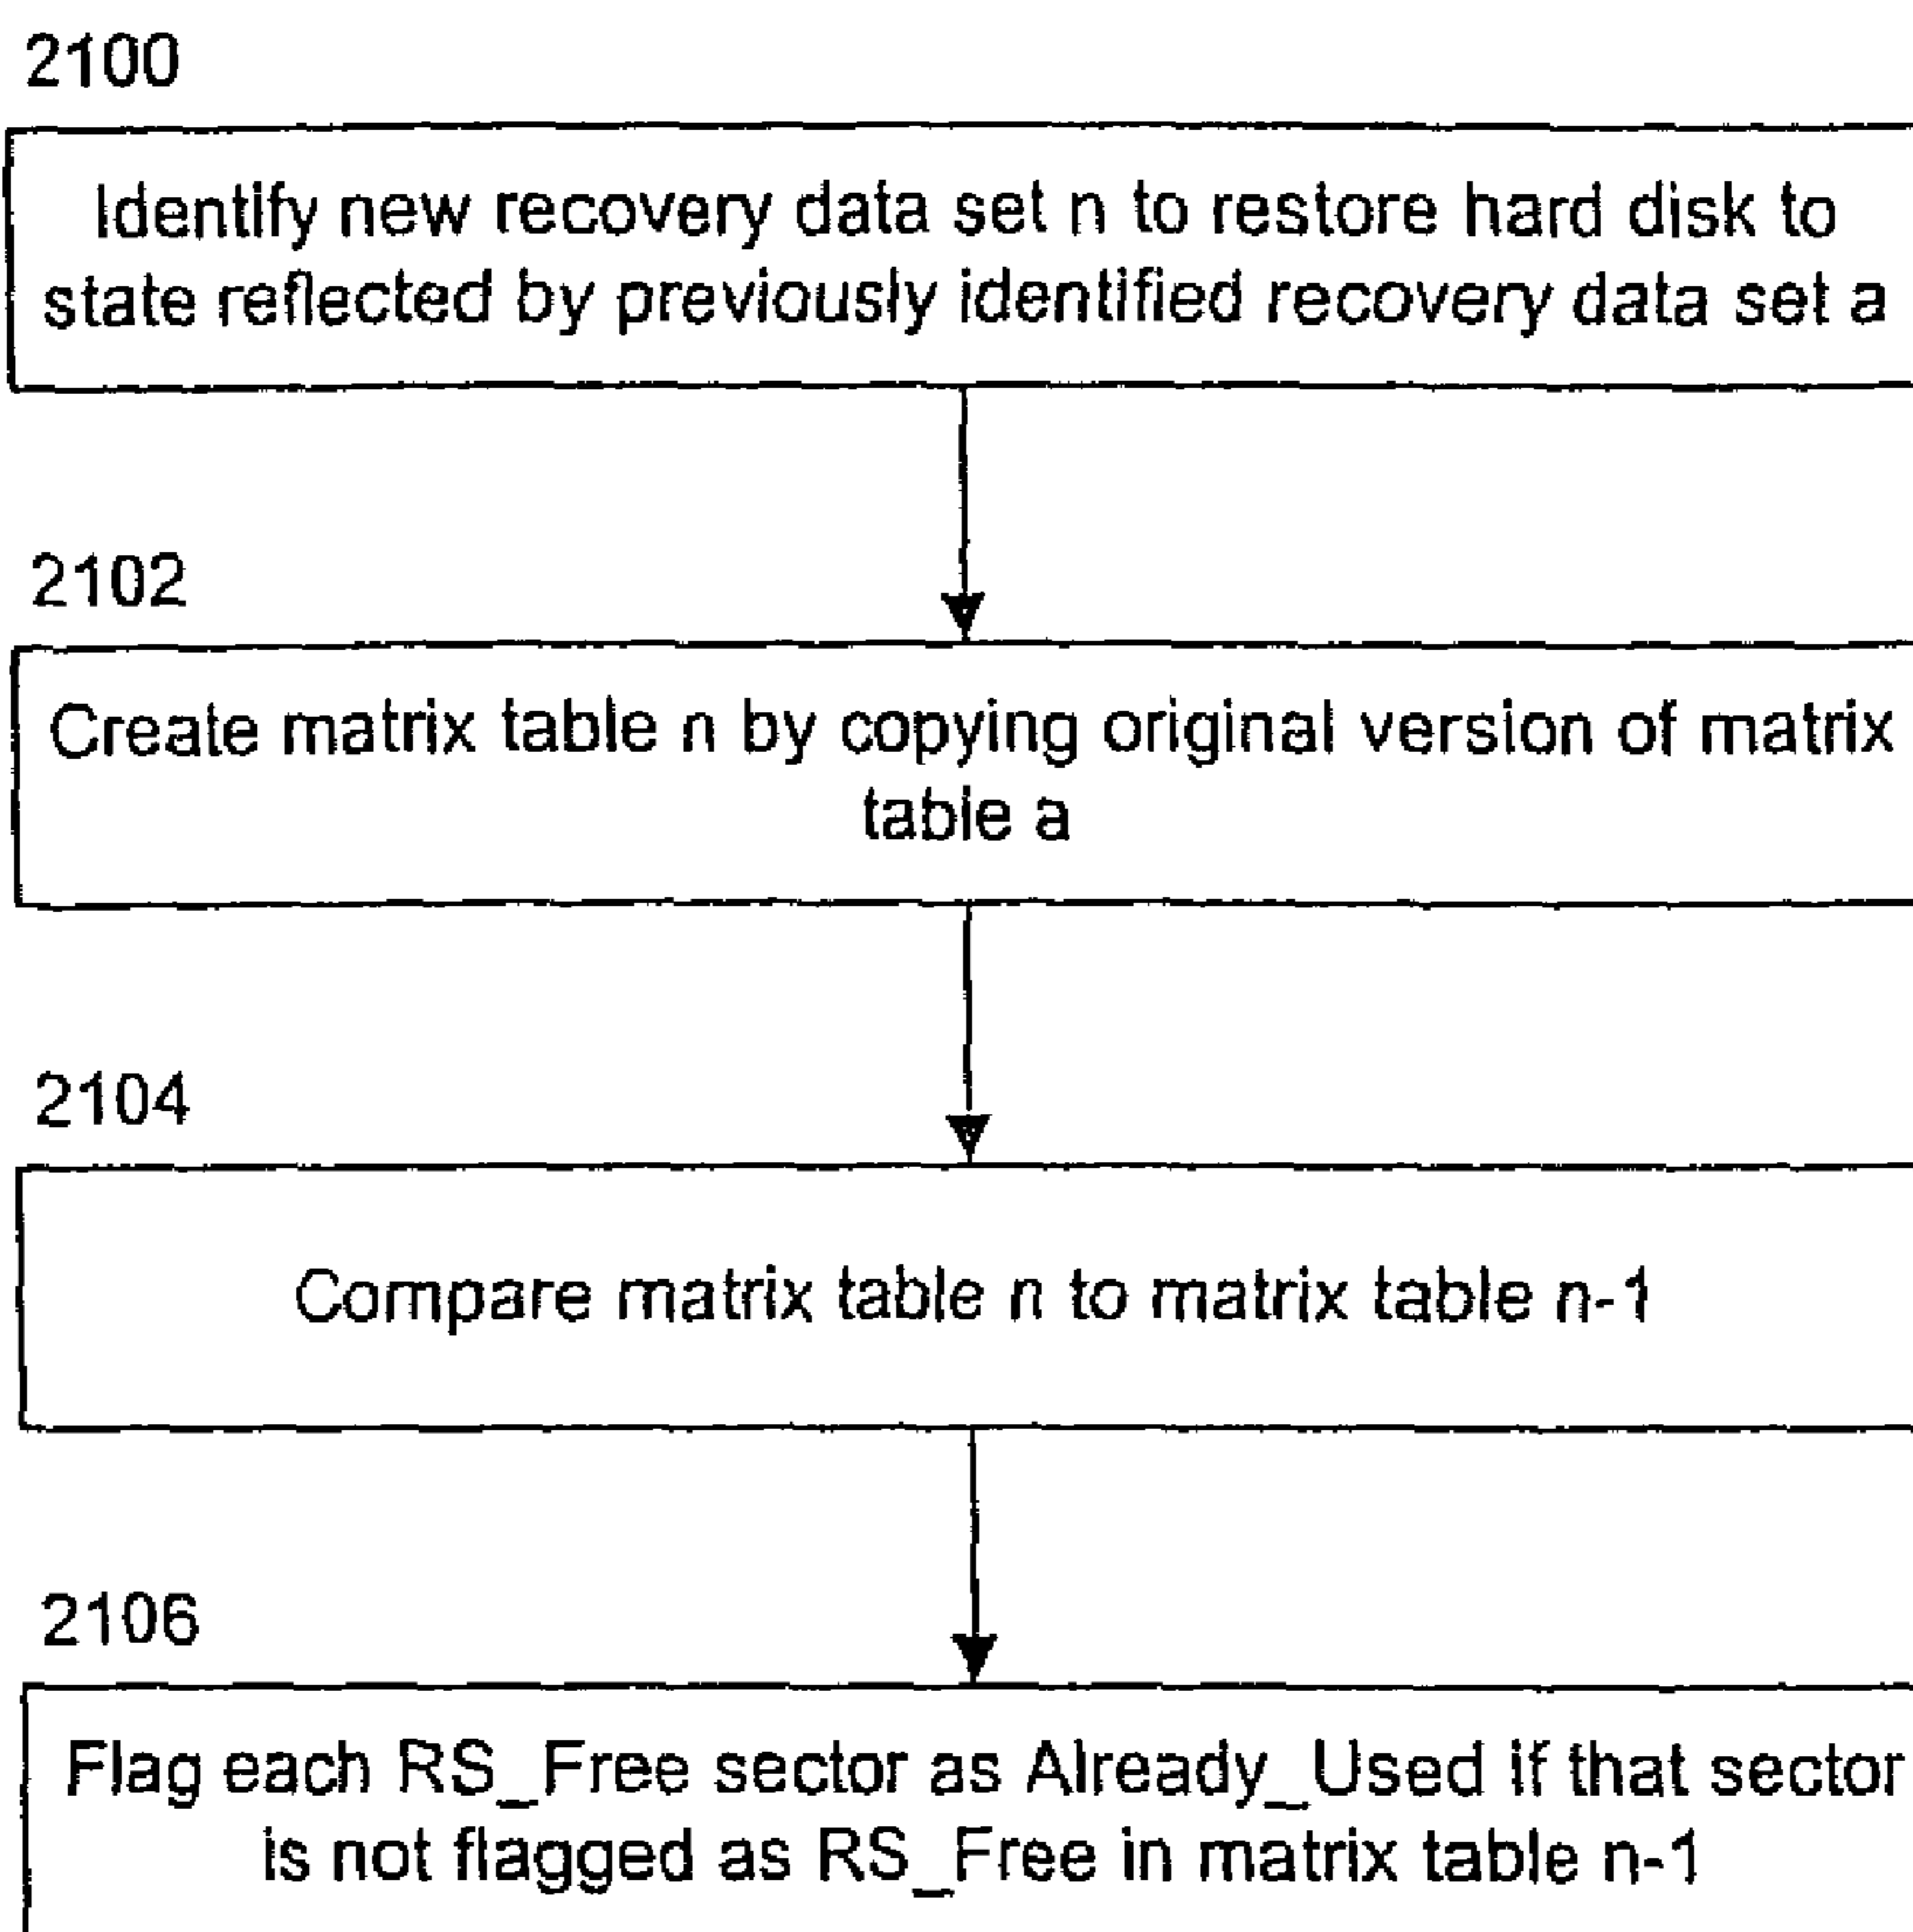 2100
Identify new recovery data set n to restore hard disk to
state reflected by previously identified recovery data set a
2102
Create matrix table n by copying original version of matrix
table a
2104
Compare matrix table n to matrix table n-1
2106
Flag each RS_Free sector as Already_Used if that sector
is not flagged as RS_Free in matrix table n-1